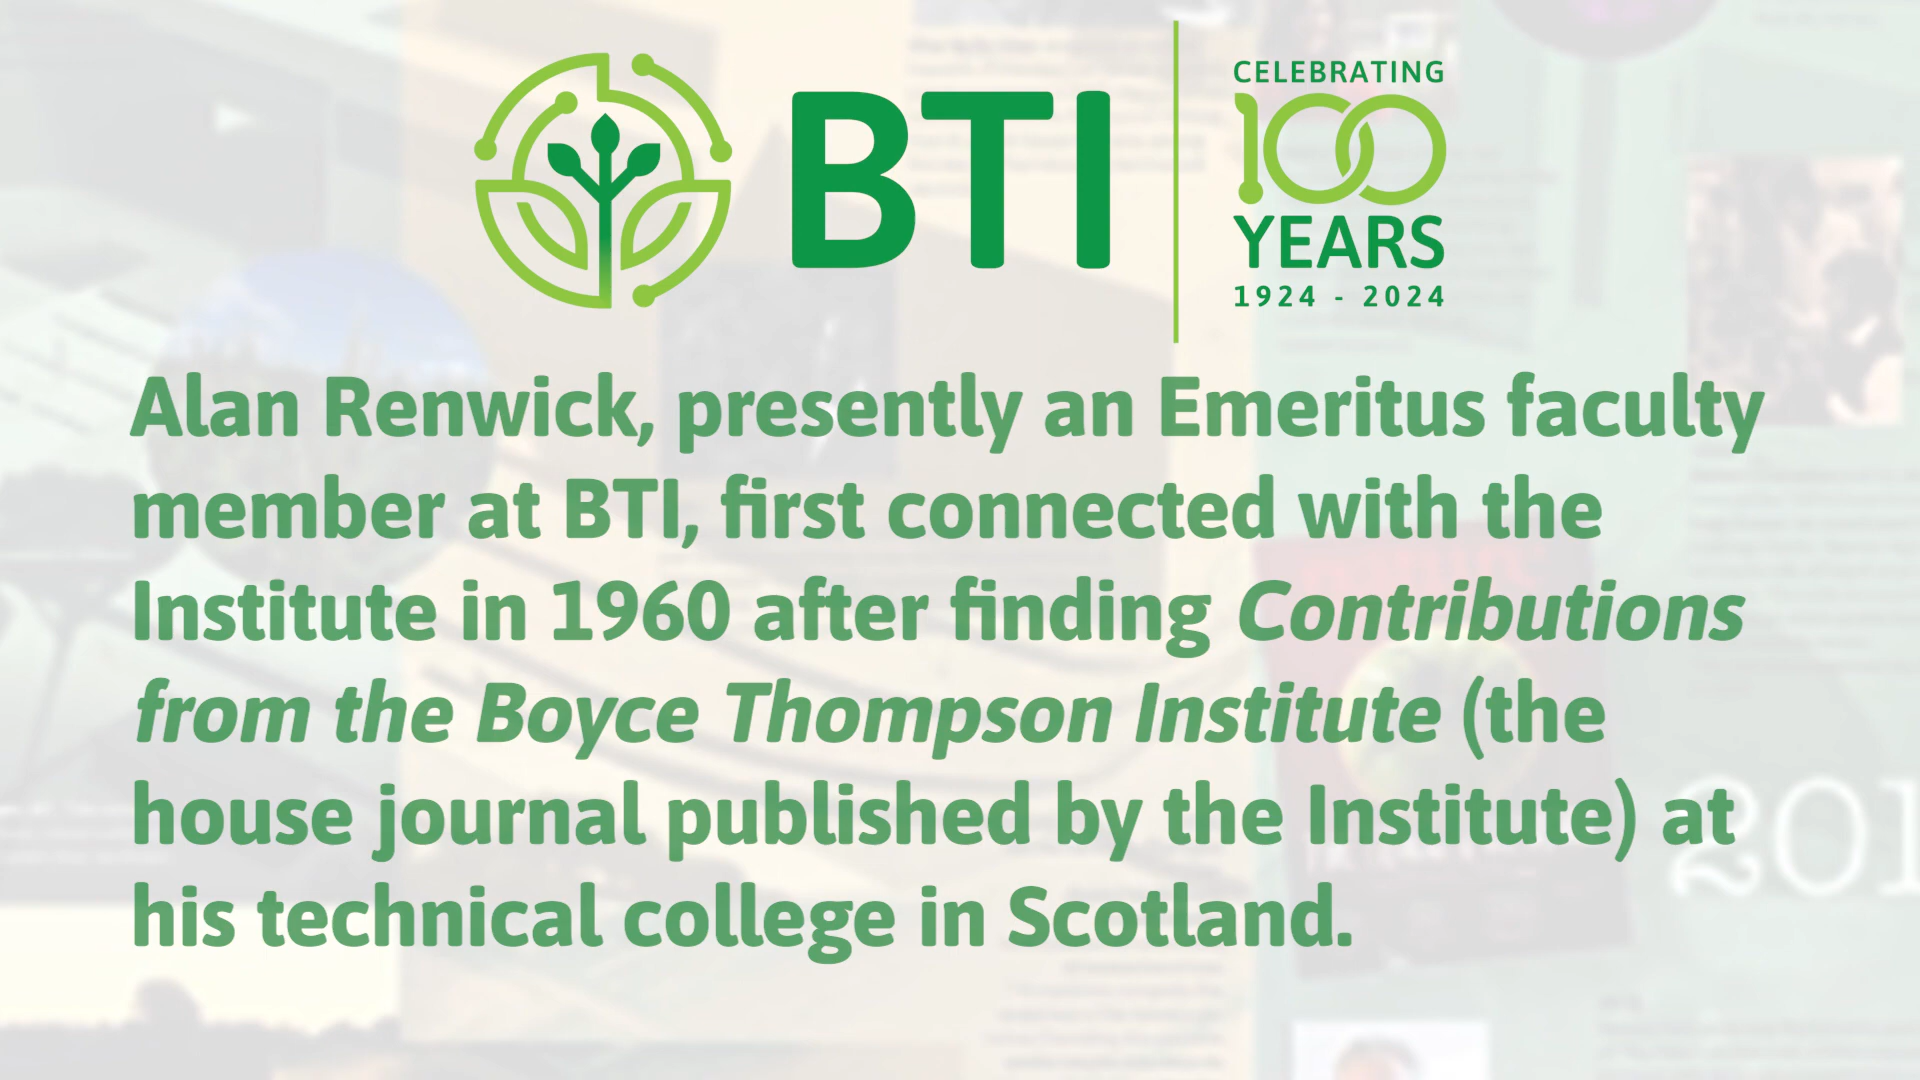 BTI
CELEBRATING
100
YEARS
1924 - 2024
Alan Renwick, presently an Emeritus faculty
member at BTI, first connected with the
Institute in 1960 after finding Contributions
from the Boyce Thompson Institute (the
house journal published by the Institute) at
his technical college in Scotland.
201